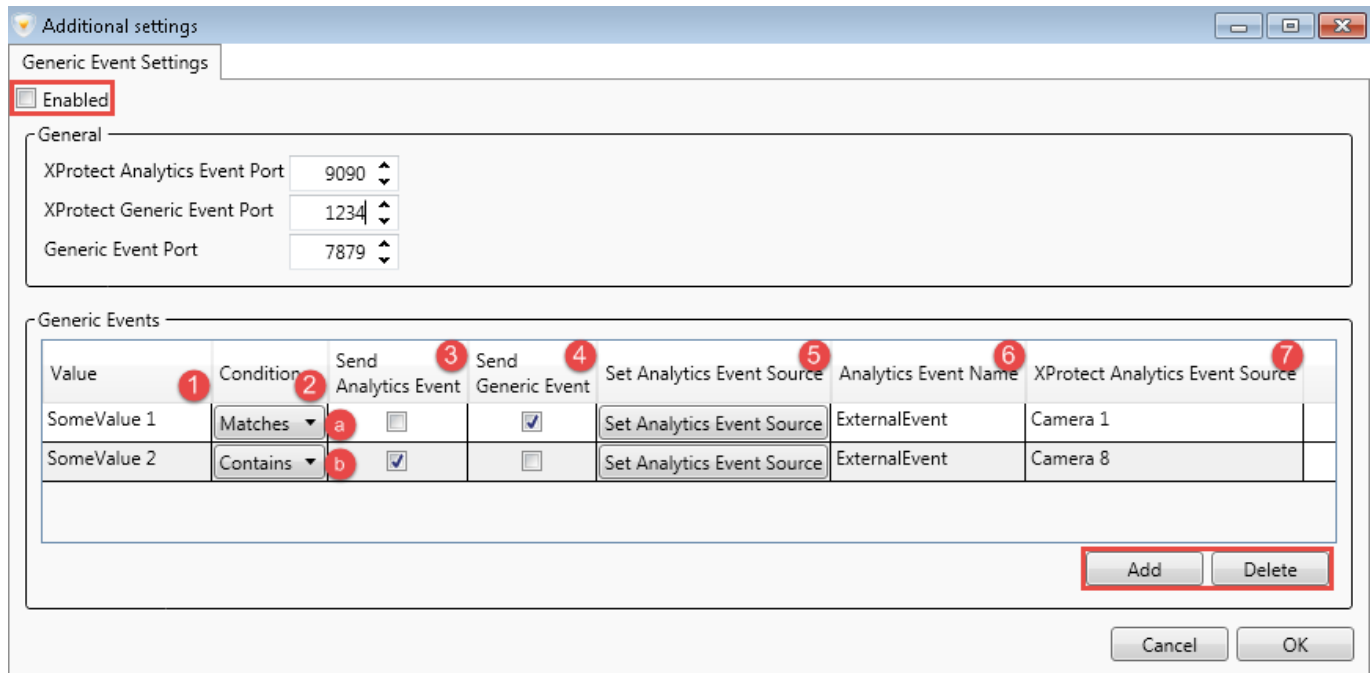 Additional settings
Generic Event Settings
Enabled
General
XProtect Analytics Event Port 9090
XProtect Generic Event Port 1234
Generic Event Port 7879
Generic Events
Value 1 Condition 2 Send Analytics Event 3 Send Generic Event 4 Set Analytics Event Source 5 Analytics Event Name 6 XProtect Analytics Event Source 7
SomeValue 1 Matches a Set Analytics Event Source ExternalEvent Camera 1
SomeValue 2 Contains b Set Analytics Event Source ExternalEvent Camera 8
Add Delete
Cancel OK